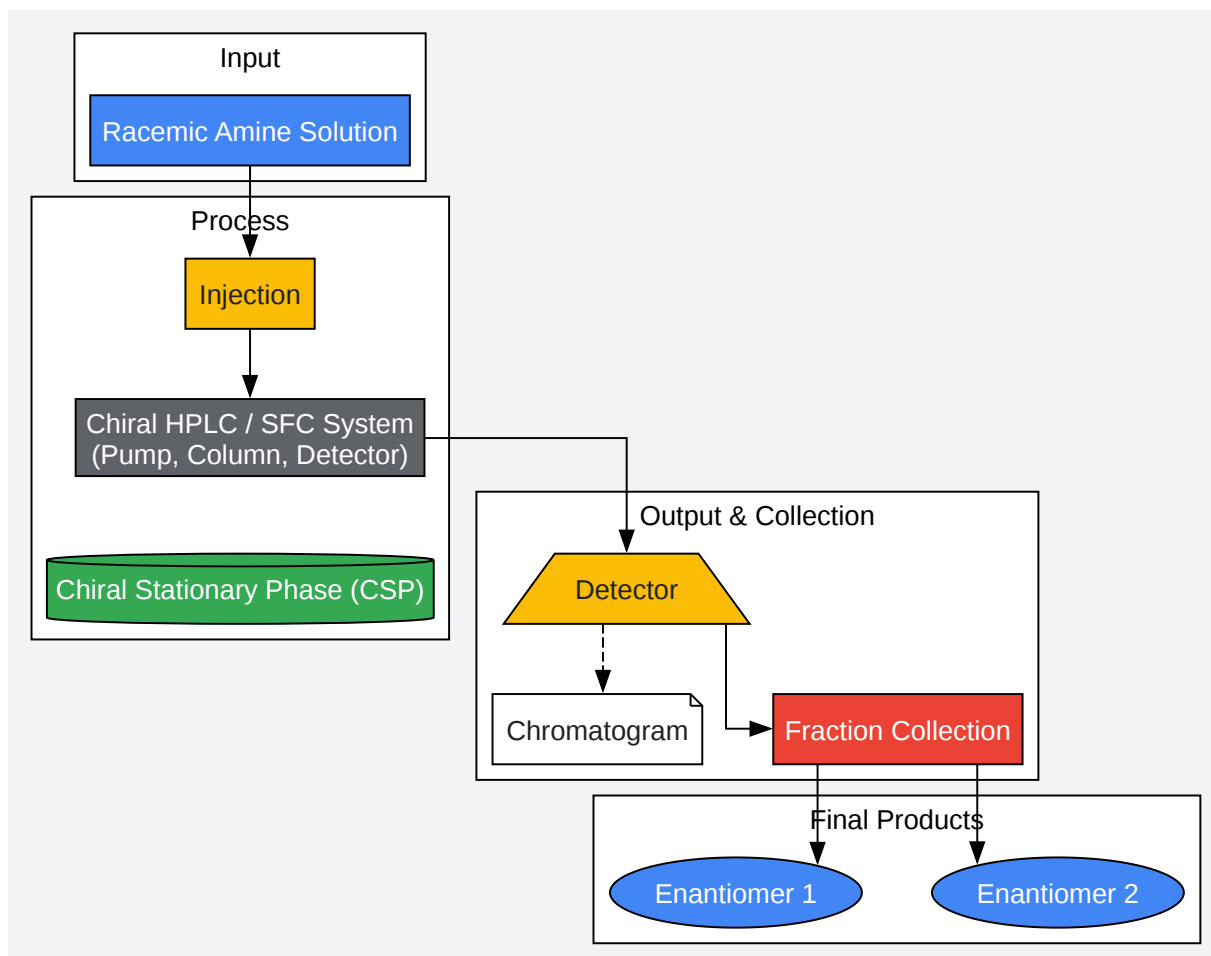 Input
Racemic Amine Solution
Process
Injection
Chiral HPLC / SFC System
(Pump, Column, Detector)
Chiral Stationary Phase (CSP)
Output & Collection
Detector
Chromatogram
Fraction Collection
Final Products
Enantiomer 1
Enantiomer 2